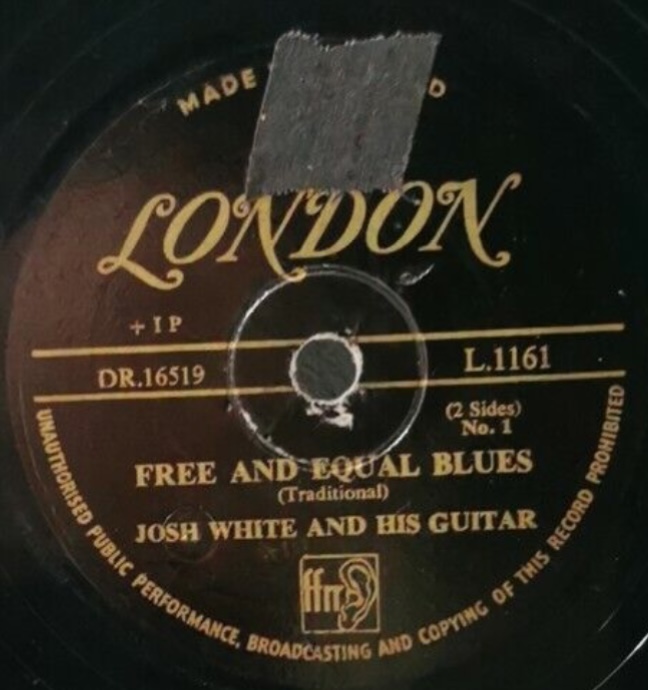 MADE D
LONDON
+ I P
DR.16519
L.1161
(2 Sides)
No. 1
FREE AND EQUAL BLUES
(Traditional)
JOSH WHITE AND HIS GUITAR
ffrr
UNAUTHORISED PUBLIC PERFORMANCE, BROADCASTING AND COPYING OF THIS RECORD PROHIBITED